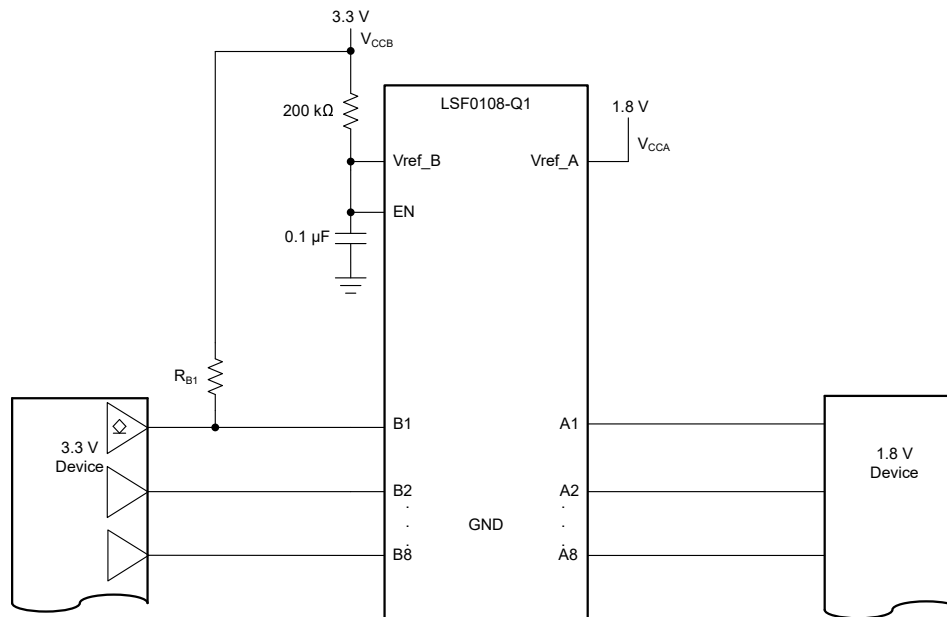 3.3 V
VCCB
LSF0108-Q1
1.8 V
200 kΩ
VCCA
Vref_B
Vref_A
EN
0.1 µF
RB1
B1
A1
3.3 V
Device
1.8 V
Device
B2
A2
.
.
.
.
.
.
GND
B8
A8